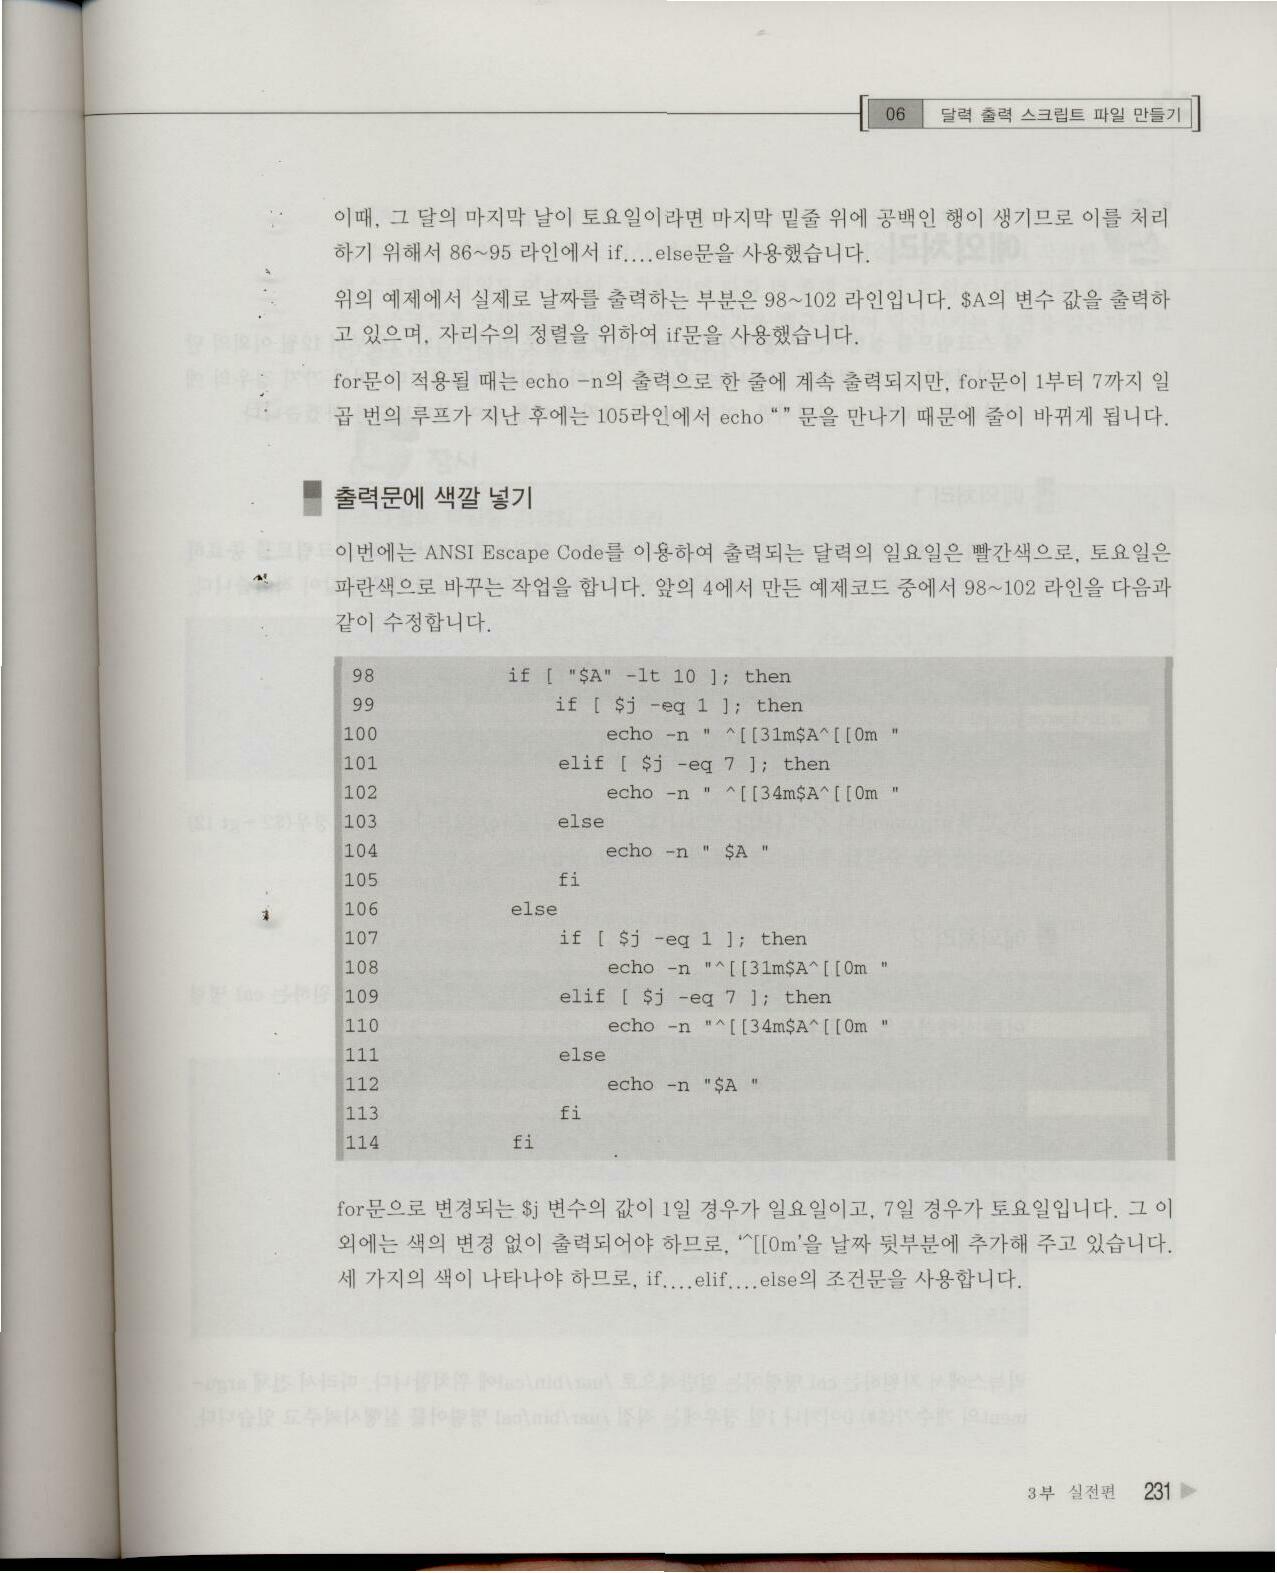 06 달력 출력 스크립트 파일 만들기
이때, 그 달의 마지막 날이 토요일이라면 마지막 밑줄 위에 공백인 행이 생기므로 이를 처리
하기 위해서 86~95 라인에서 if....else문을 사용했습니다.
위의 예제에서 실제로 날짜를 출력하는 부분은 98~102 라인입니다. $A의 변수 값을 출력하
고 있으며, 자리수의 정렬을 위하여 if문을 사용했습니다.
for문이 적용될 때는 echo -n의 출력으로 한 줄에 계속 출력되지만, for문이 1부터 7까지 일
곱 번의 루프가 지난 후에는 105라인에서 echo “” 문을 만나기 때문에 줄이 바뀌게 됩니다.
출력문에 색깔 넣기
이번에는 ANSI Escape Code를 이용하여 출력되는 달력의 일요일은 빨간색으로, 토요일은
파란색으로 바꾸는 작업을 합니다. 앞의 4에서 만든 예제코드 중에서 98~102 라인을 다음과
같이 수정합니다.
98 if [ "$A" -lt 10 ]; then
99 if [ $j -eq 1 ]; then
100 echo -n " ^[[31m$A^[[0m "
101 elif [ $j -eq 7 ]; then
102 echo -n " ^[[34m$A^[[0m "
103 else
104 echo -n " $A "
105 fi
106 else
107 if [ $j -eq 1 ]; then
108 echo -n "^[[31m$A^[[0m "
109 elif [ $j -eq 7 ]; then
110 echo -n "^[[34m$A^[[0m "
111 else
112 echo -n "$A "
113 fi
114 fi
for문으로 변경되는 $j 변수의 값이 1일 경우가 일요일이고, 7일 경우가 토요일입니다. 그 이
외에는 색의 변경 없이 출력되어야 하므로, ‘^[[0m’을 날짜 뒷부분에 추가해 주고 있습니다.
세 가지의 색이 나타나야 하므로, if....elif....else의 조건문을 사용합니다.
3부 실전편 231